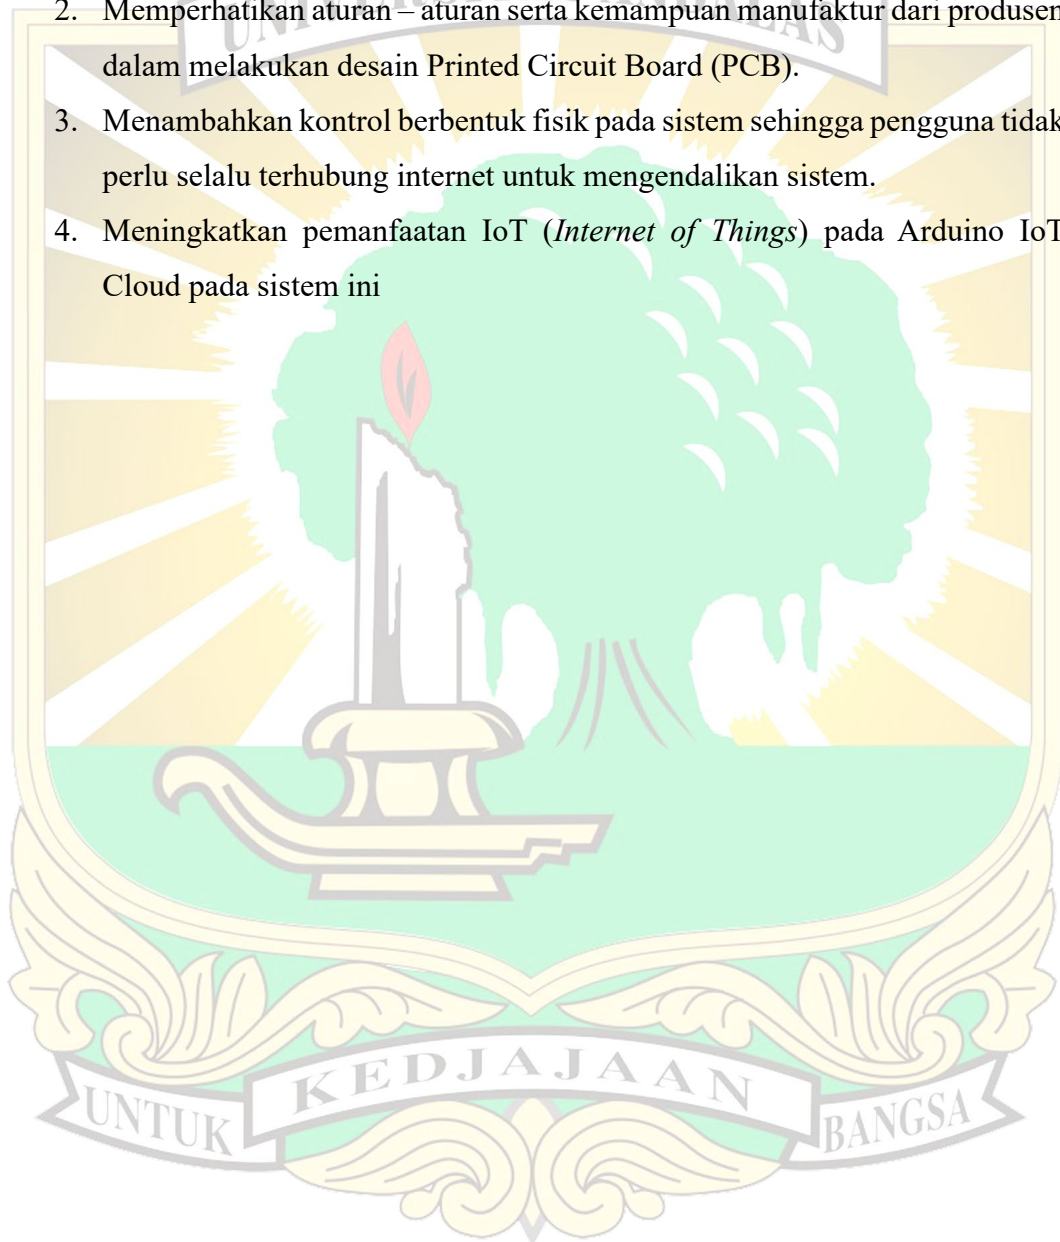 2. Memperhatikan aturan – aturan serta kemampuan manufaktur dari produsen
dalam melakukan desain Printed Circuit Board (PCB).
3. Menambahkan kontrol berbentuk fisik pada sistem sehingga pengguna tidak
perlu selalu terhubung internet untuk mengendalikan sistem.
4. Meningkatkan pemanfaatan IoT (Internet of Things) pada Arduino IoT
Cloud pada sistem ini
UNTUK KEDJAJAAN BANGSA